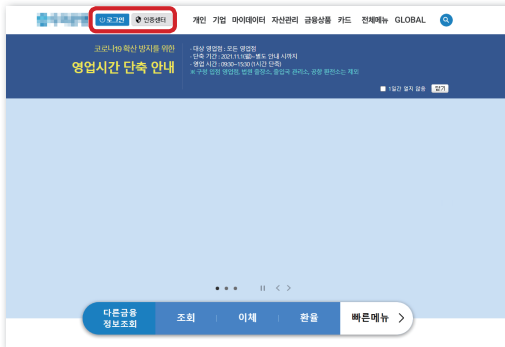 로그인 인증센터 개인 기업 마이데이터 자산관리 금융상품 카드 전체메뉴 GLOBAL
코로나19 확산 방지를 위한
영업시간 단축 안내
· 대상 영업점 : 모든 영업점
· 단축 기간 : 2021.11.1(월)~별도 안내 시까지
· 영업 시간 : 09:30~15:30 (1시간 단축)
※ 구청 입점 영업점, 법원 출장소, 출입국 관리소, 공항 환전소는 제외
1일간 열지 않음 닫기
다른금융
정보조회
조회 이체 환율 빠른메뉴